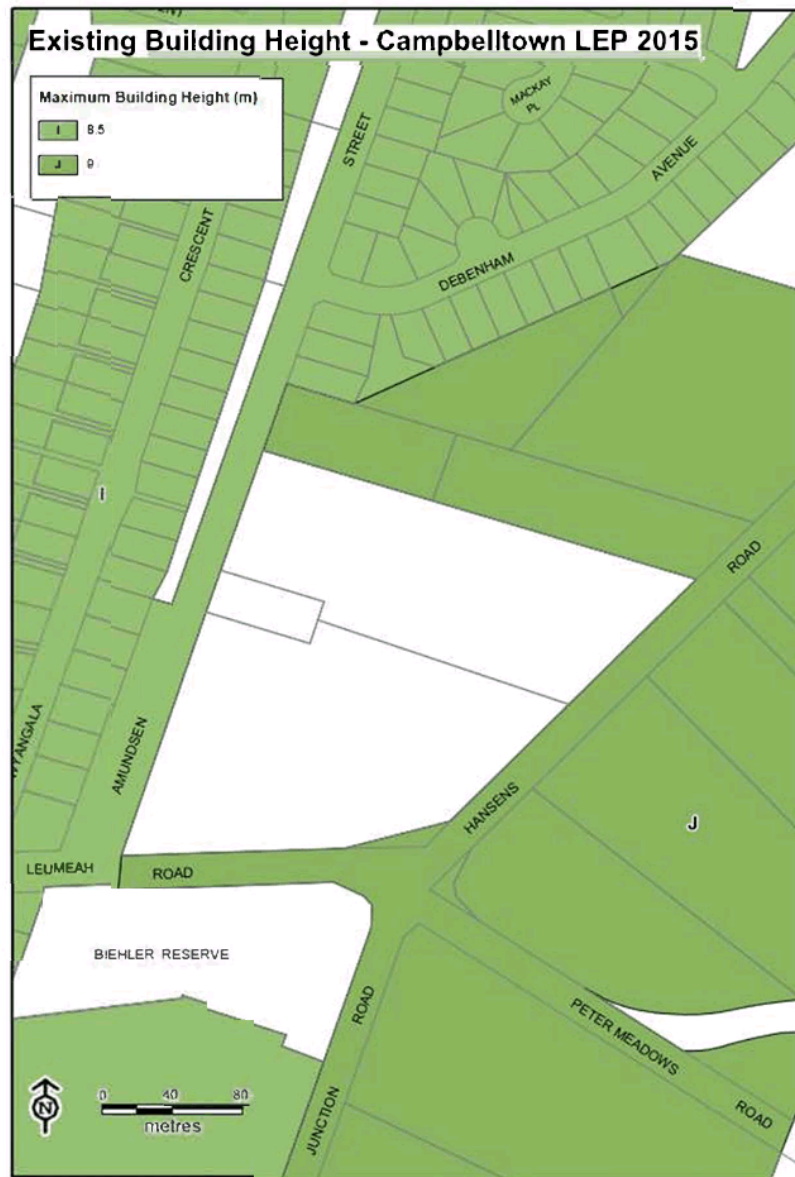 Existing Building Height - Campbelltown LEP 2015
Maximum Building Height (m)
I 8.5
J 9
MACKAY
PL
STREET
AVENUE
CRESCENT
DEBENHAM
I
ROAD
AMUNDSEN
HANSENS
J
LEUMEAH
ROAD
BIEHLER RESERVE
ROAD
PETER MEADOWS
ROAD
JUNCTION
N
0 40 80
metres